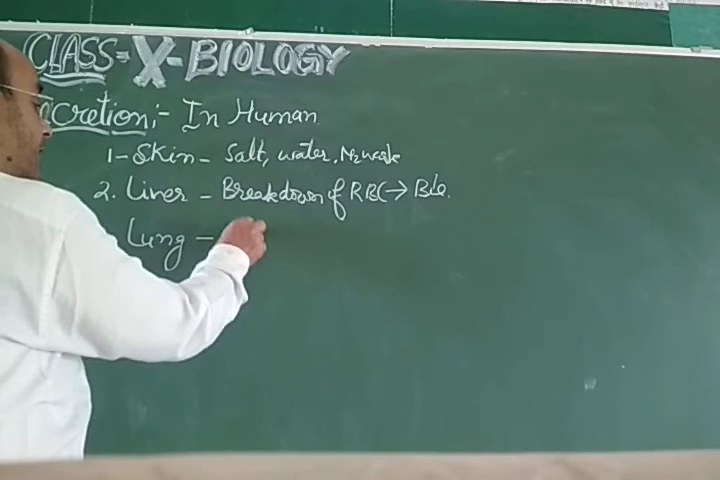 CLASS = X - BIOLOGY
cretion :- In Human
1- Skin - Salt, water, N2 waste
2. Liver - Breakdown of RBC → Bile.
Lung -